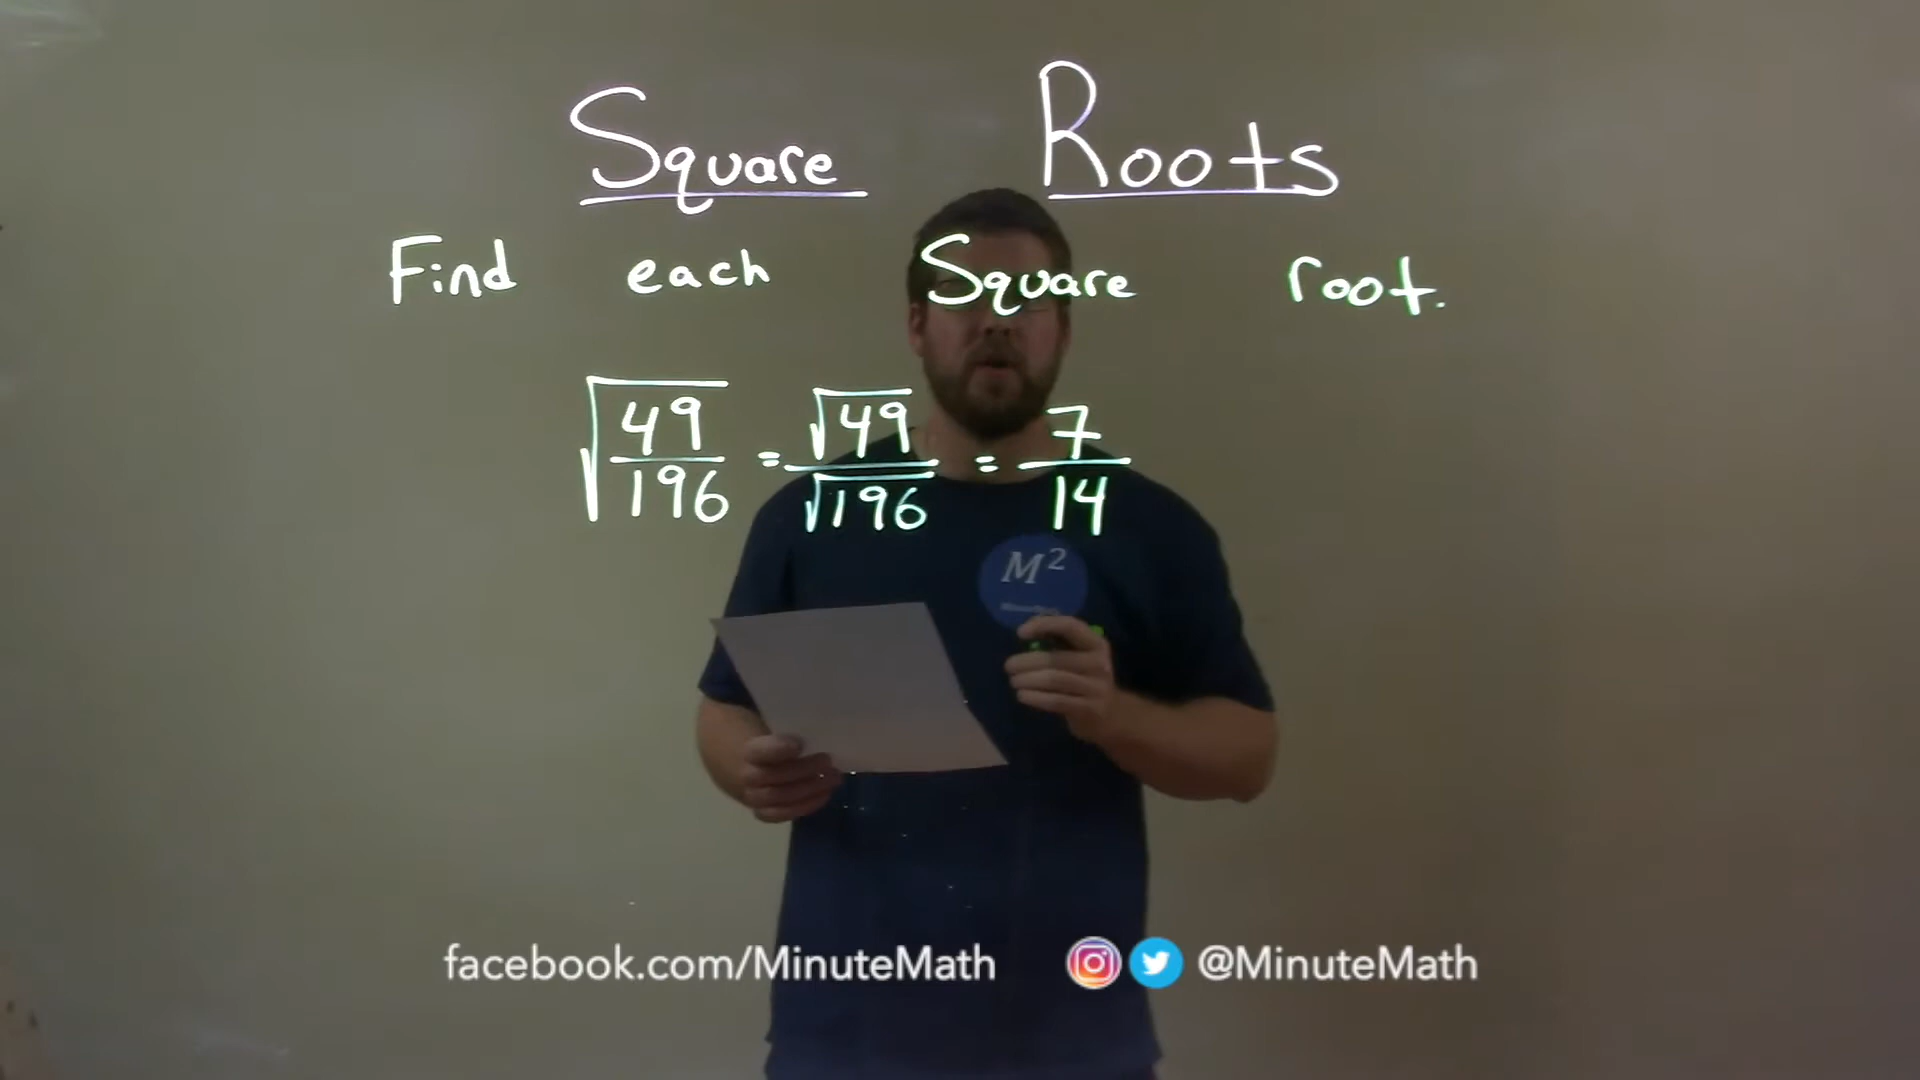 Square Roots
Find each Square root.
√(49/196) = √49/√196 = 7/14
M²
facebook.com/MinuteMath @MinuteMath